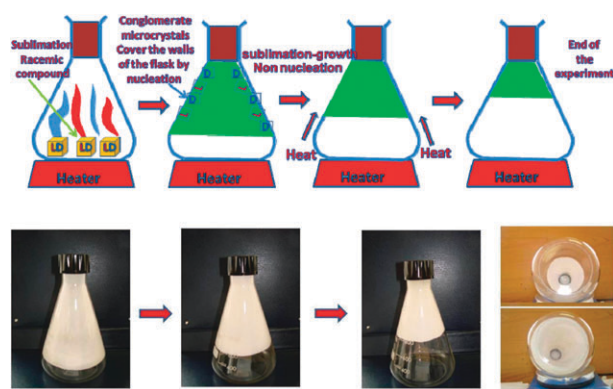 Sublimation
Racemic
compound
LD LD LD
Heater
Conglomerate
microcrystals
Cover the walls
of the flask by
nucleation
Heater
sublimation-growth
Non nucleation
Heat
Heat
Heater
End of
the
experiment
Heater